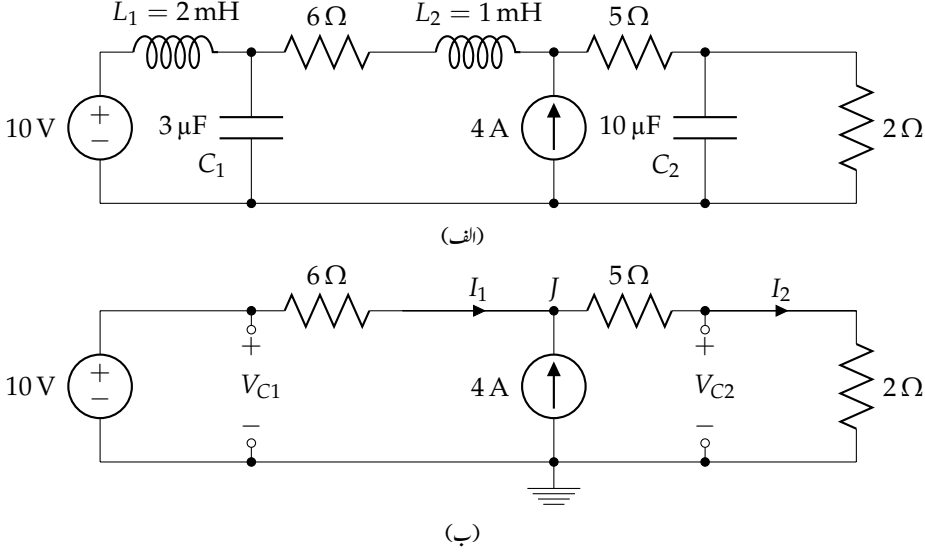 L₁ = 2 mH 6 Ω L₂ = 1 mH 5 Ω
10 V + − 3 μF C₁ 4 A 10 μF C₂ 2 Ω
(الف)
6 Ω I₁ J 5 Ω I₂
10 V + − + V_C1 − 4 A + V_C2 − 2 Ω
(ب)